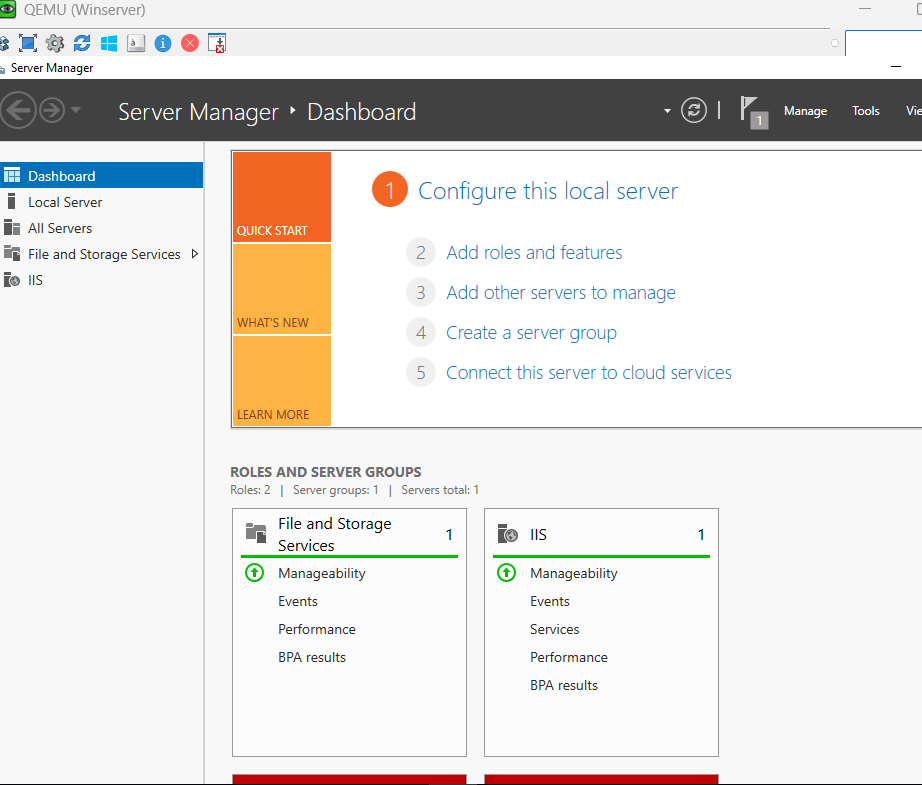 QEMU (Winserver)
Server Manager
Server Manager Dashboard
1
Manage
Tools
Vie
Dashboard
Local Server
All Servers
File and Storage Services
IIS
QUICK START
WHAT'S NEW
LEARN MORE
1 Configure this local server
2 Add roles and features
3 Add other servers to manage
4 Create a server group
5 Connect this server to cloud services
ROLES AND SERVER GROUPS
Roles: 2 | Server groups: 1 | Servers total: 1
File and Storage
Services
1
Manageability
Events
Performance
BPA results
IIS 1
Manageability
Events
Services
Performance
BPA results